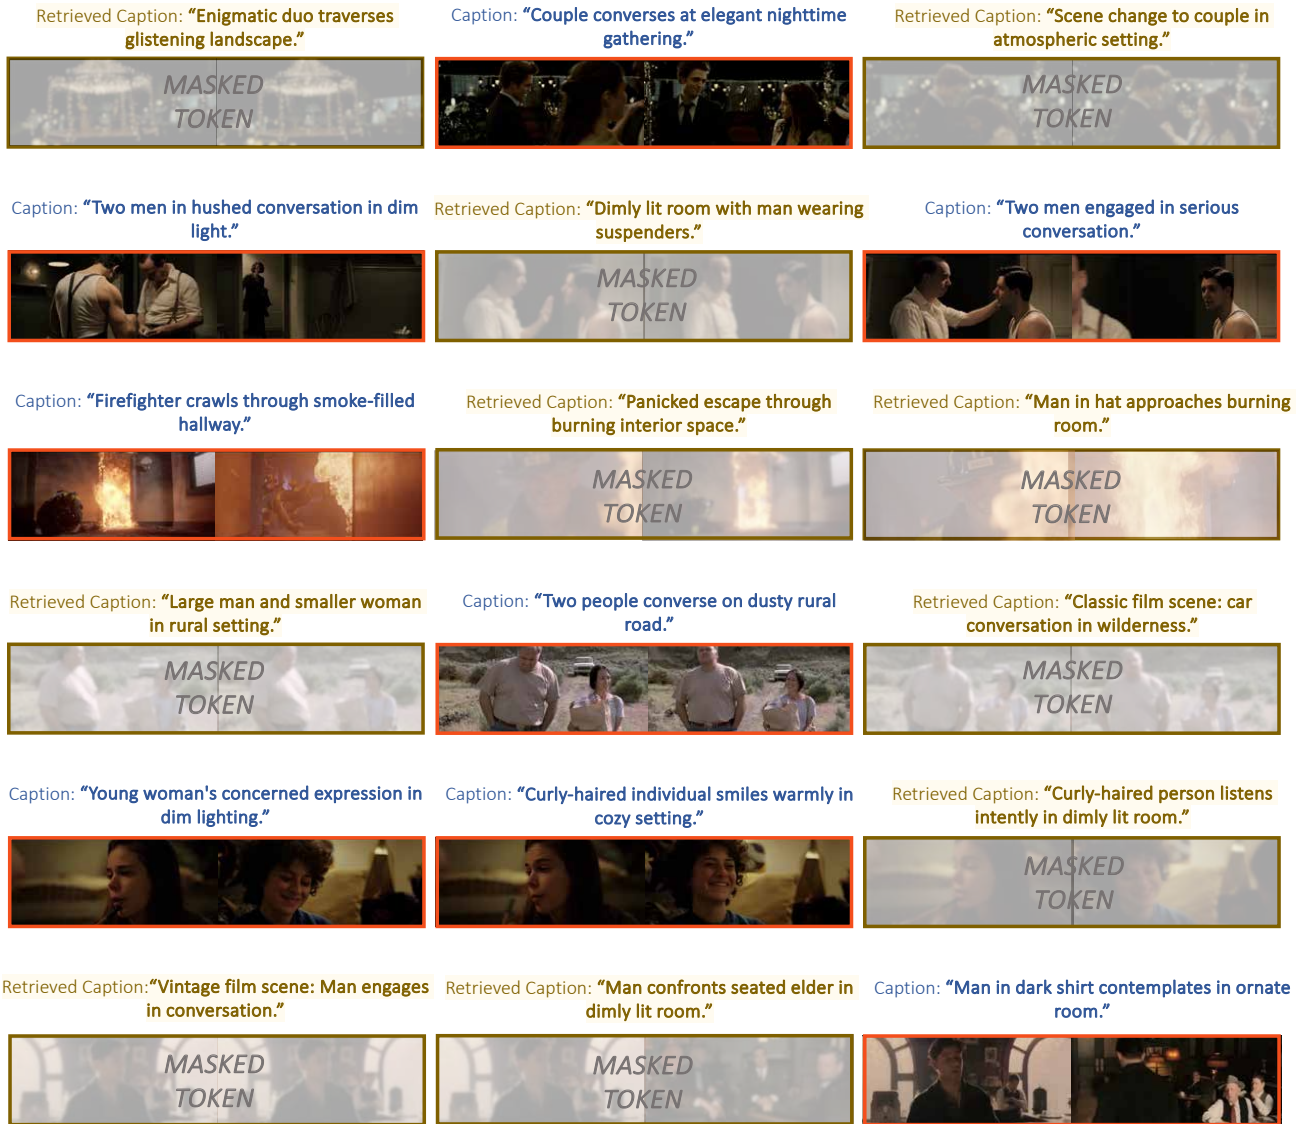 Retrieved Caption: “Enigmatic duo traverses
glistening landscape.”
MASKED
TOKEN
Caption: “Couple converses at elegant nighttime
gathering.”
Retrieved Caption: “Scene change to couple in
atmospheric setting.”
MASKED
TOKEN
Caption: “Two men in hushed conversation in dim
light.”
Retrieved Caption: “Dimly lit room with man wearing
suspenders.”
MASKED
TOKEN
Caption: “Two men engaged in serious
conversation.”
Caption: “Firefighter crawls through smoke-filled
hallway.”
Retrieved Caption: “Panicked escape through
burning interior space.”
MASKED
TOKEN
Retrieved Caption: “Man in hat approaches burning
room.”
MASKED
TOKEN
Retrieved Caption: “Large man and smaller woman
in rural setting.”
MASKED
TOKEN
Caption: “Two people converse on dusty rural
road.”
Retrieved Caption: “Classic film scene: car
conversation in wilderness.”
MASKED
TOKEN
Caption: “Young woman's concerned expression in
dim lighting.”
Caption: “Curly-haired individual smiles warmly in
cozy setting.”
Retrieved Caption: “Curly-haired person listens
intently in dimly lit room.”
MASKED
TOKEN
Retrieved Caption:“Vintage film scene: Man engages
in conversation.”
MASKED
TOKEN
Retrieved Caption: “Man confronts seated elder in
dimly lit room.”
MASKED
TOKEN
Caption: “Man in dark shirt contemplates in ornate
room.”